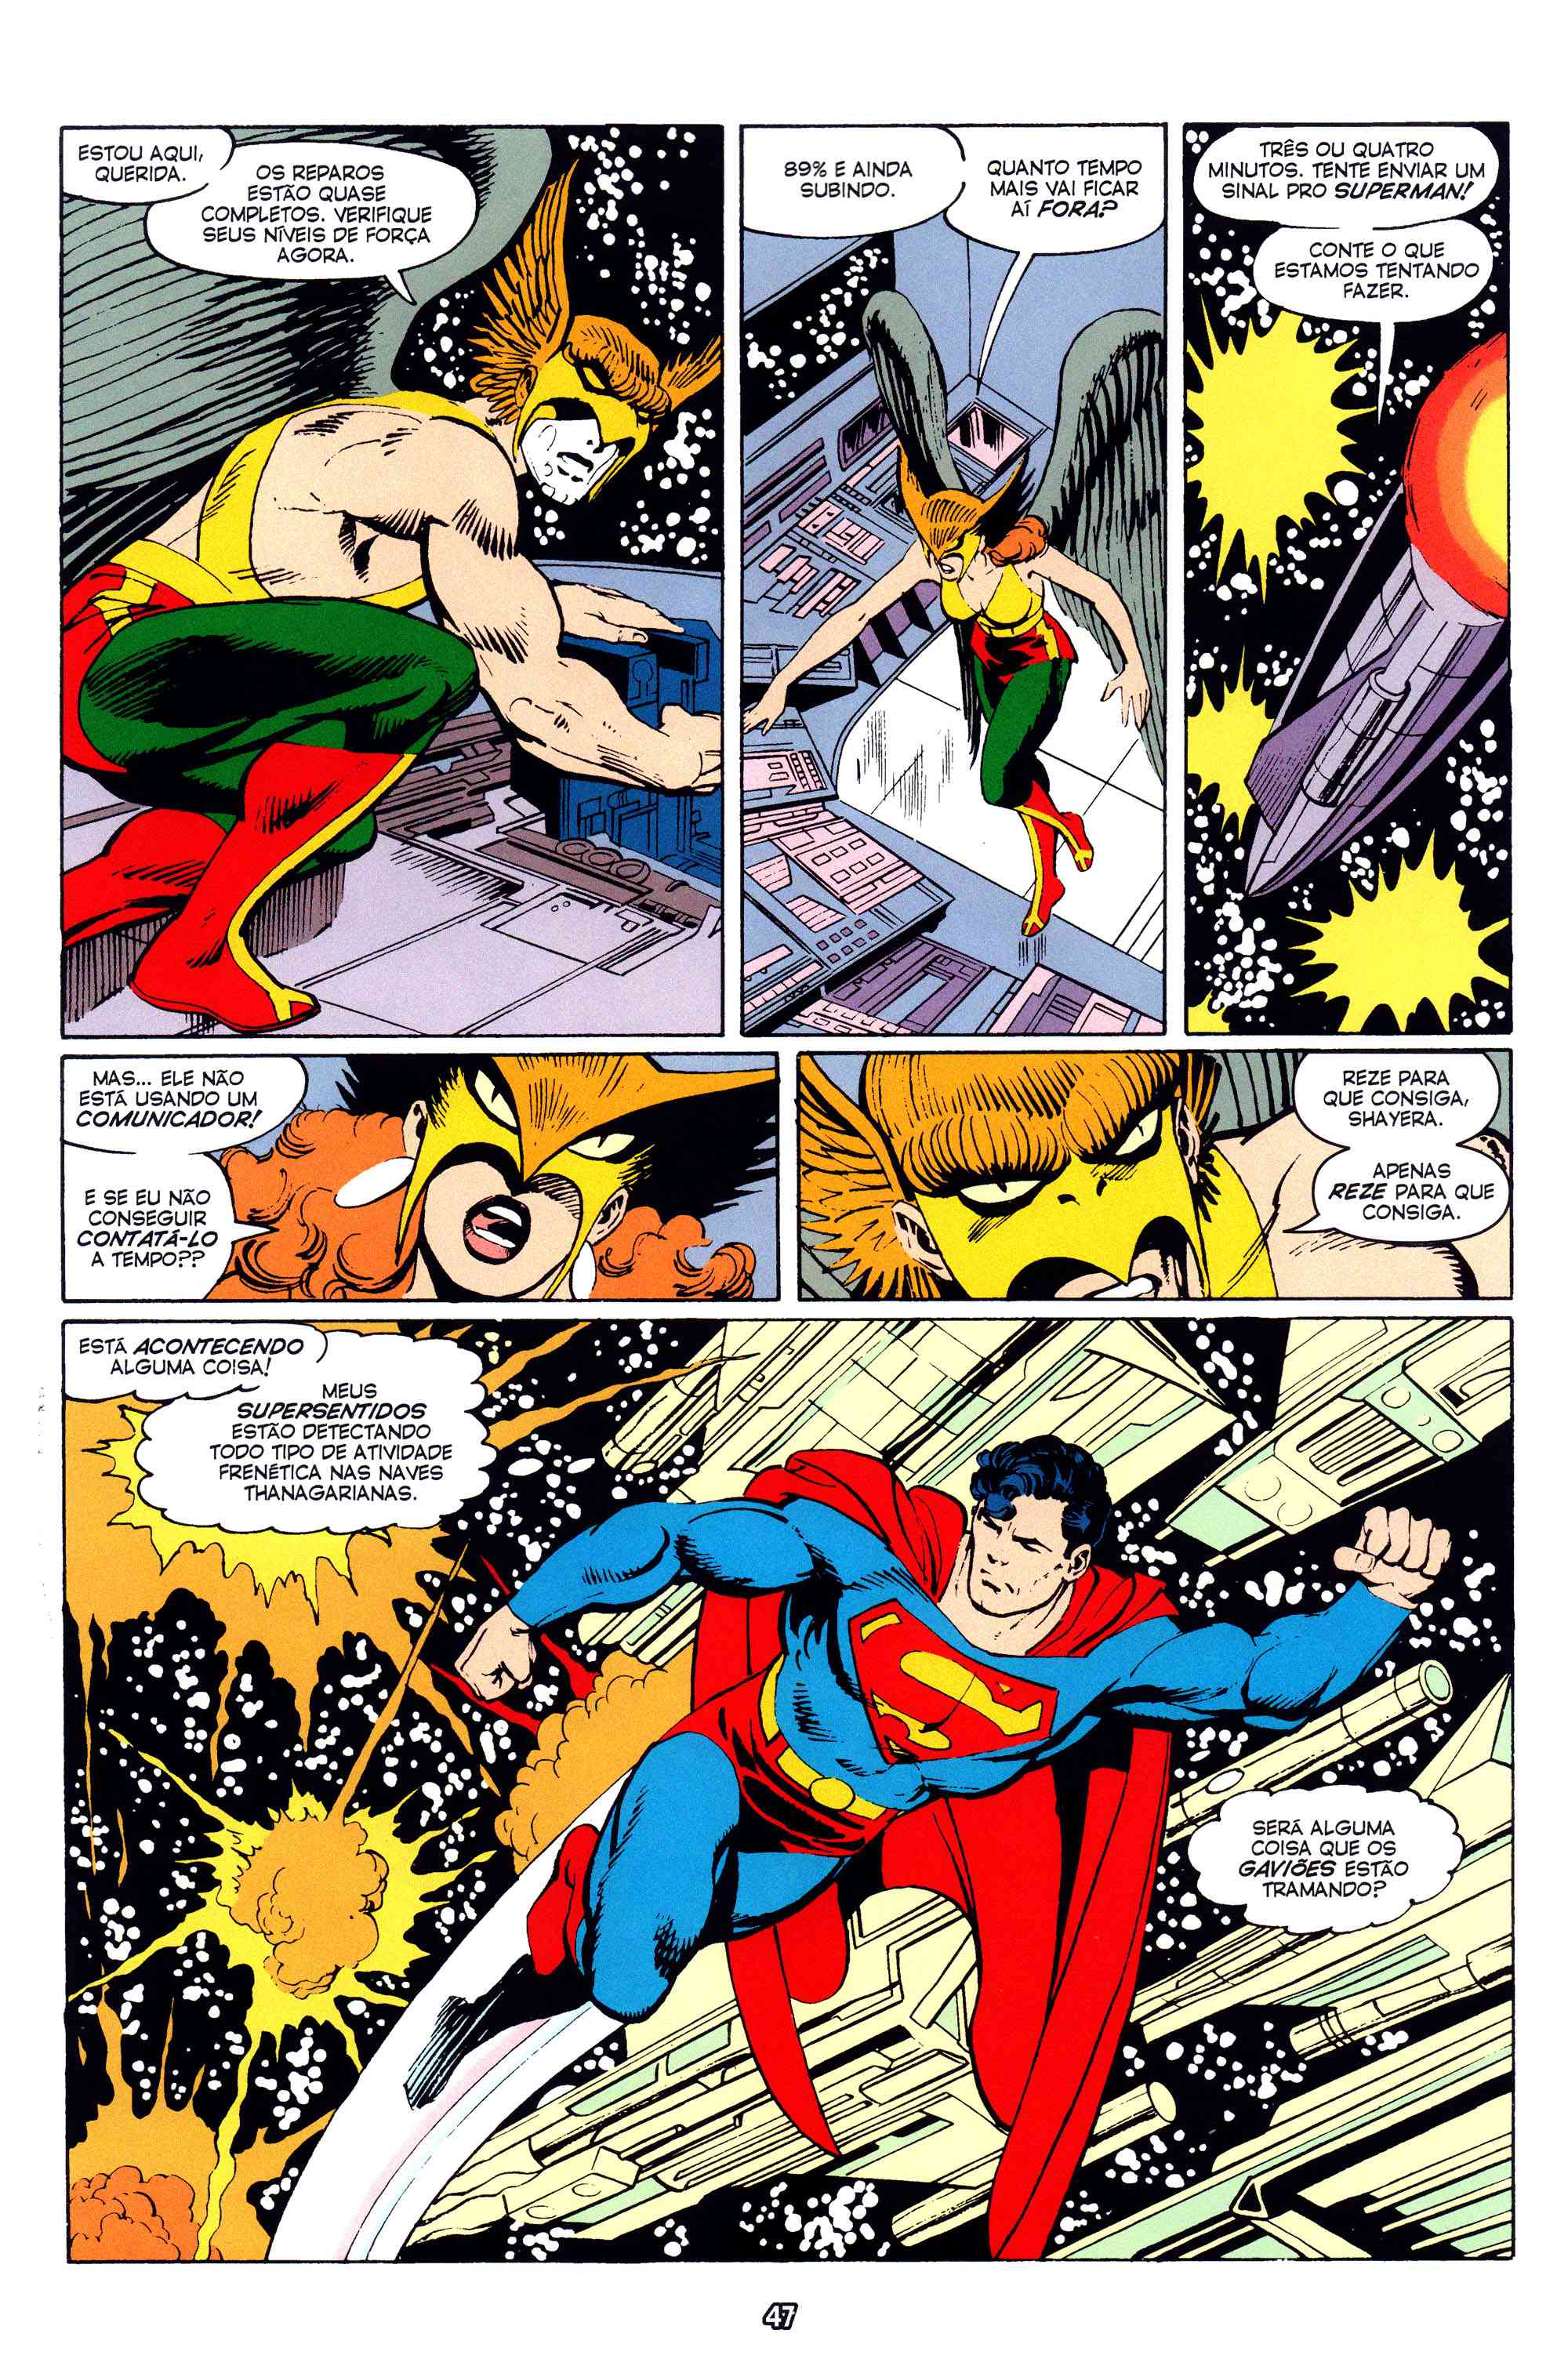 ESTOU AQUI,
QUERIDA.
OS REPAROS
ESTÃO QUASE
COMPLETOS. VERIFIQUE
SEUS NÍVEIS DE FORÇA
AGORA.
89% E AINDA
SUBINDO.
QUANTO TEMPO
MAIS VAI FICAR
AÍ FORA?
TRÊS OU QUATRO
MINUTOS. TENTE ENVIAR UM
SINAL PRO SUPERMAN!
CONTE O QUE
ESTAMOS TENTANDO
FAZER.
MAS... ELE NÃO
ESTÁ USANDO UM
COMUNICADOR!
E SE EU NÃO
CONSEGUIR
CONTATÁ-LO
A TEMPO??
REZE PARA
QUE CONSIGA,
SHAYERA.
APENAS
REZE PARA QUE
CONSIGA.
ESTÁ ACONTECENDO
ALGUMA COISA!
MEUS
SUPERSENTIDOS
ESTÃO DETECTANDO
TODO TIPO DE ATIVIDADE
FRENÉTICA NAS NAVES
THANAGARIANAS.
SERÁ ALGUMA
COISA QUE OS
GAVIÕES ESTÃO
TRAMANDO?
47